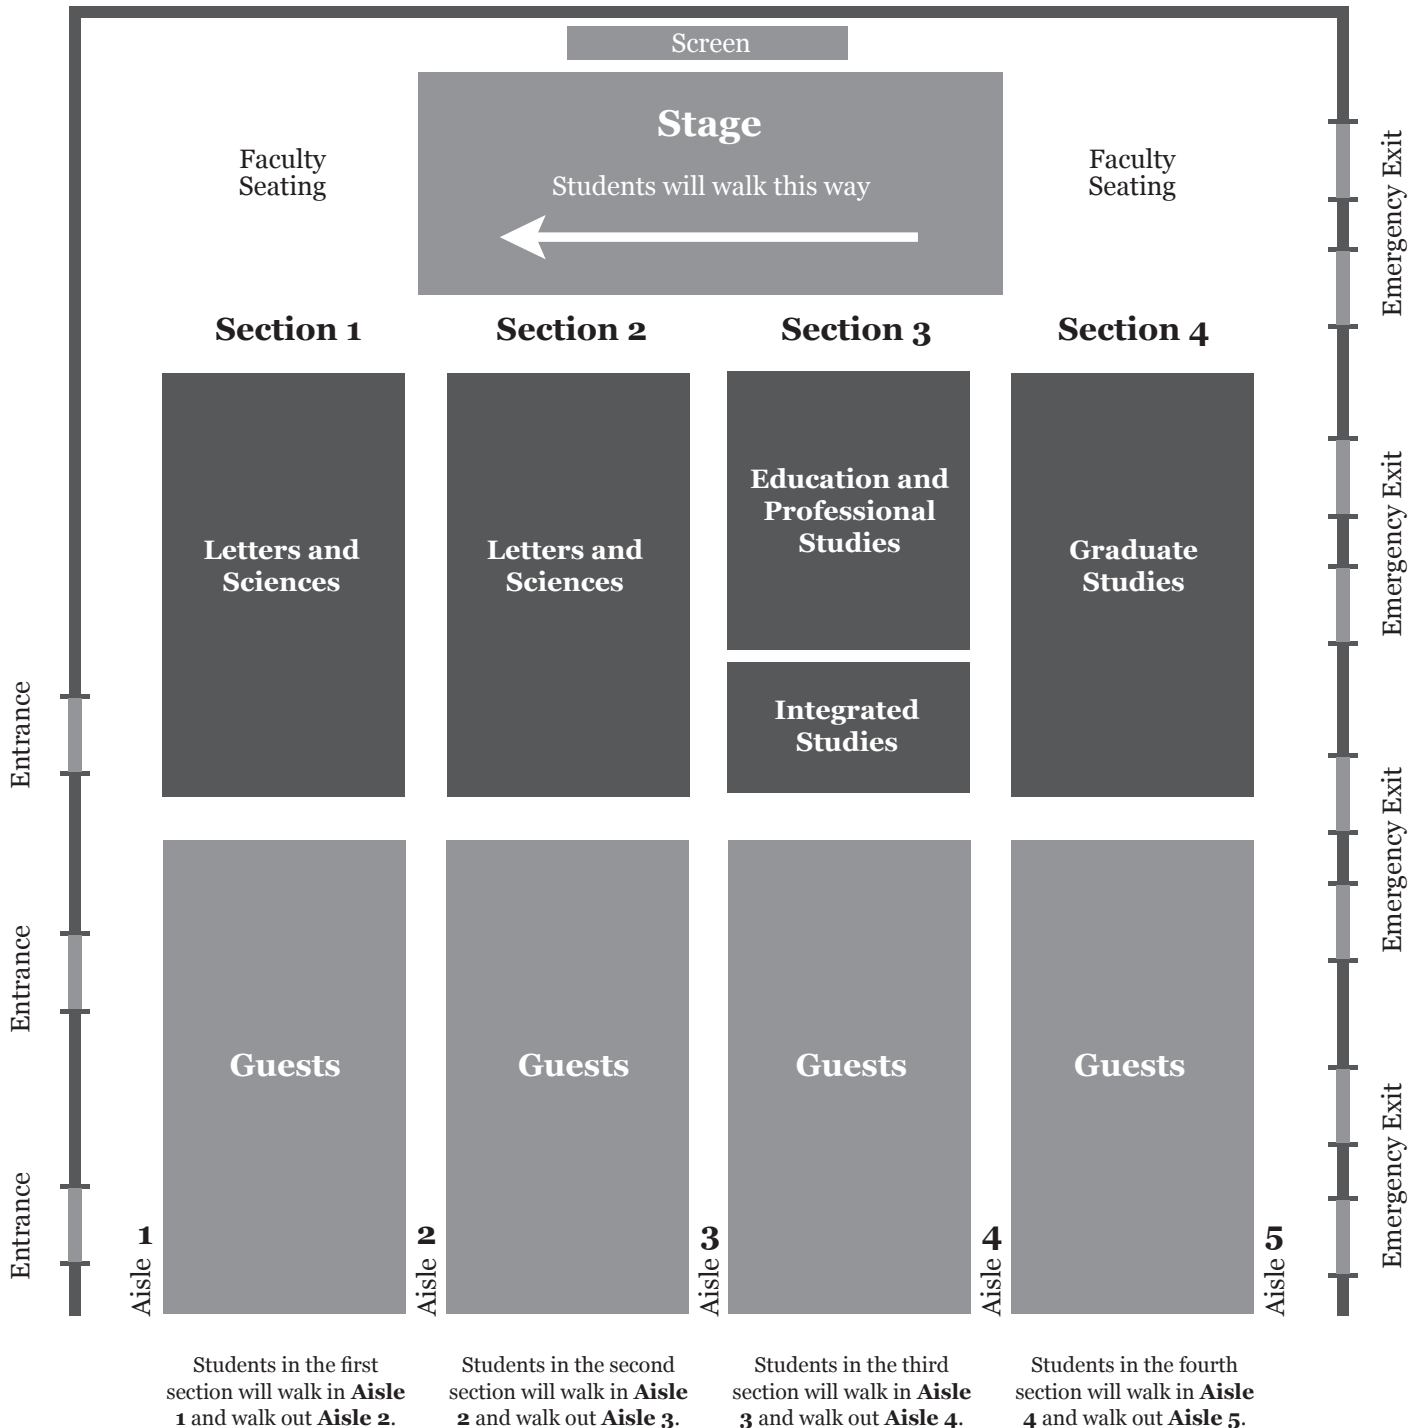 Screen
Stage
Students will walk this way
Faculty
Seating
Faculty
Seating
Section 1
Section 2
Section 3
Section 4
Letters and
Sciences
Letters and
Sciences
Education and
Professional
Studies
Integrated
Studies
Graduate
Studies
Guests
Guests
Guests
Guests
Entrance
Entrance
Entrance
Emergency Exit
Emergency Exit
Emergency Exit
Emergency Exit
Aisle 1
Aisle 2
Aisle 3
Aisle 4
Aisle 5
Students in the first
section will walk in Aisle
1 and walk out Aisle 2.
Students in the second
section will walk in Aisle
2 and walk out Aisle 3.
Students in the third
section will walk in Aisle
3 and walk out Aisle 4.
Students in the fourth
section will walk in Aisle
4 and walk out Aisle 5.